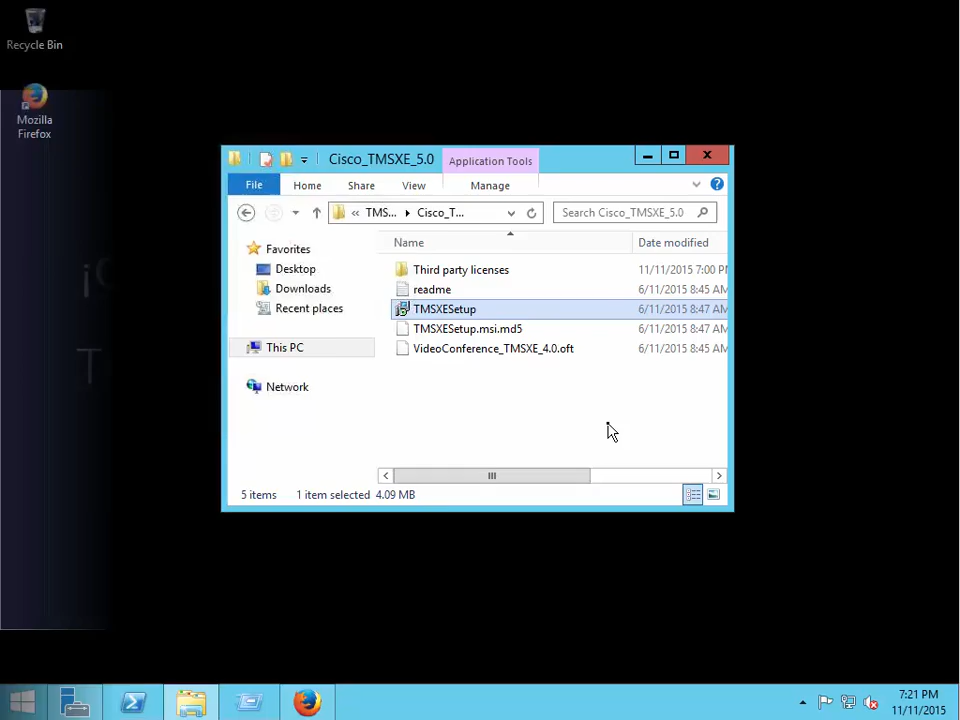 Recycle Bin
Mozilla
Firefox
Cisco_TMSXE_5.0
Application Tools
File
Home
Share
View
Manage
« TMS... ▸ Cisco_T...
Search Cisco_TMSXE_5.0
Favorites
Desktop
Downloads
Recent places
This PC
Network
Name
Date modified
Third party licenses
11/11/2015 7:00 P
readme
6/11/2015 8:45 AM
TMSXESetup
6/11/2015 8:47 AM
TMSXESetup.msi.md5
6/11/2015 8:47 AM
VideoConference_TMSXE_4.0.oft
6/11/2015 8:45 AM
5 items
1 item selected 4.09 MB
7:21 PM
11/11/2015